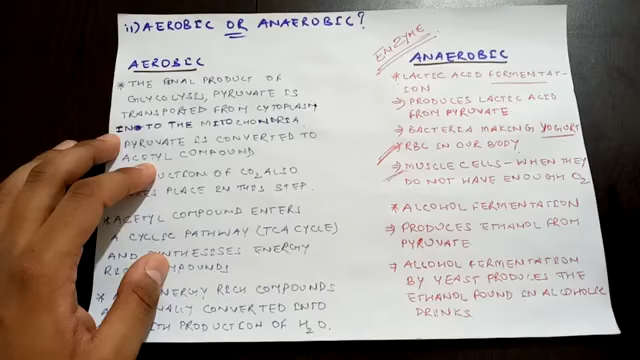 ii) AEROBIC OR ANAEROBIC?
AEROBIC
* THE FINAL PRODUCT OF
GLYCOLYSIS, PYRUVATE IS
TRANSPORTED FROM CYTOPLASM
INTO THE MITOCHONDRIA.
PYRUVATE IS CONVERTED TO
ACETYL COMPOUND
OF CO2 ALSO
PLACE IN THIS STEP.
* ACETYL COMPOUND ENTERS
A CYCLIC PATHWAY (TCA CYCLE)
AND SYNTHESISES ENERGY
COMPOUNDS
* ENERGY RICH COMPOUNDS
CONVERTED INTO
PRODUCTION OF H2O.
ENZYME
ANAEROBIC
* LACTIC ACID FERMENTAT-
ION
⇒ PRODUCES LACTIC ACID
FROM PYRUVATE
⇒ BACTERIA MAKING YOGURT
⇒ RBC IN OUR BODY
⇒ MUSCLE CELLS - WHEN THEY
DO NOT HAVE ENOUGH O2
* ALCOHOL FERMENTATION
⇒ PRODUCES ETHANOL FROM
PYRUVATE
⇒ ALCOHOL FERMENTATION
BY YEAST PRODUCES THE
ETHANOL FOUND IN ALCOHOLIC
DRINKS.